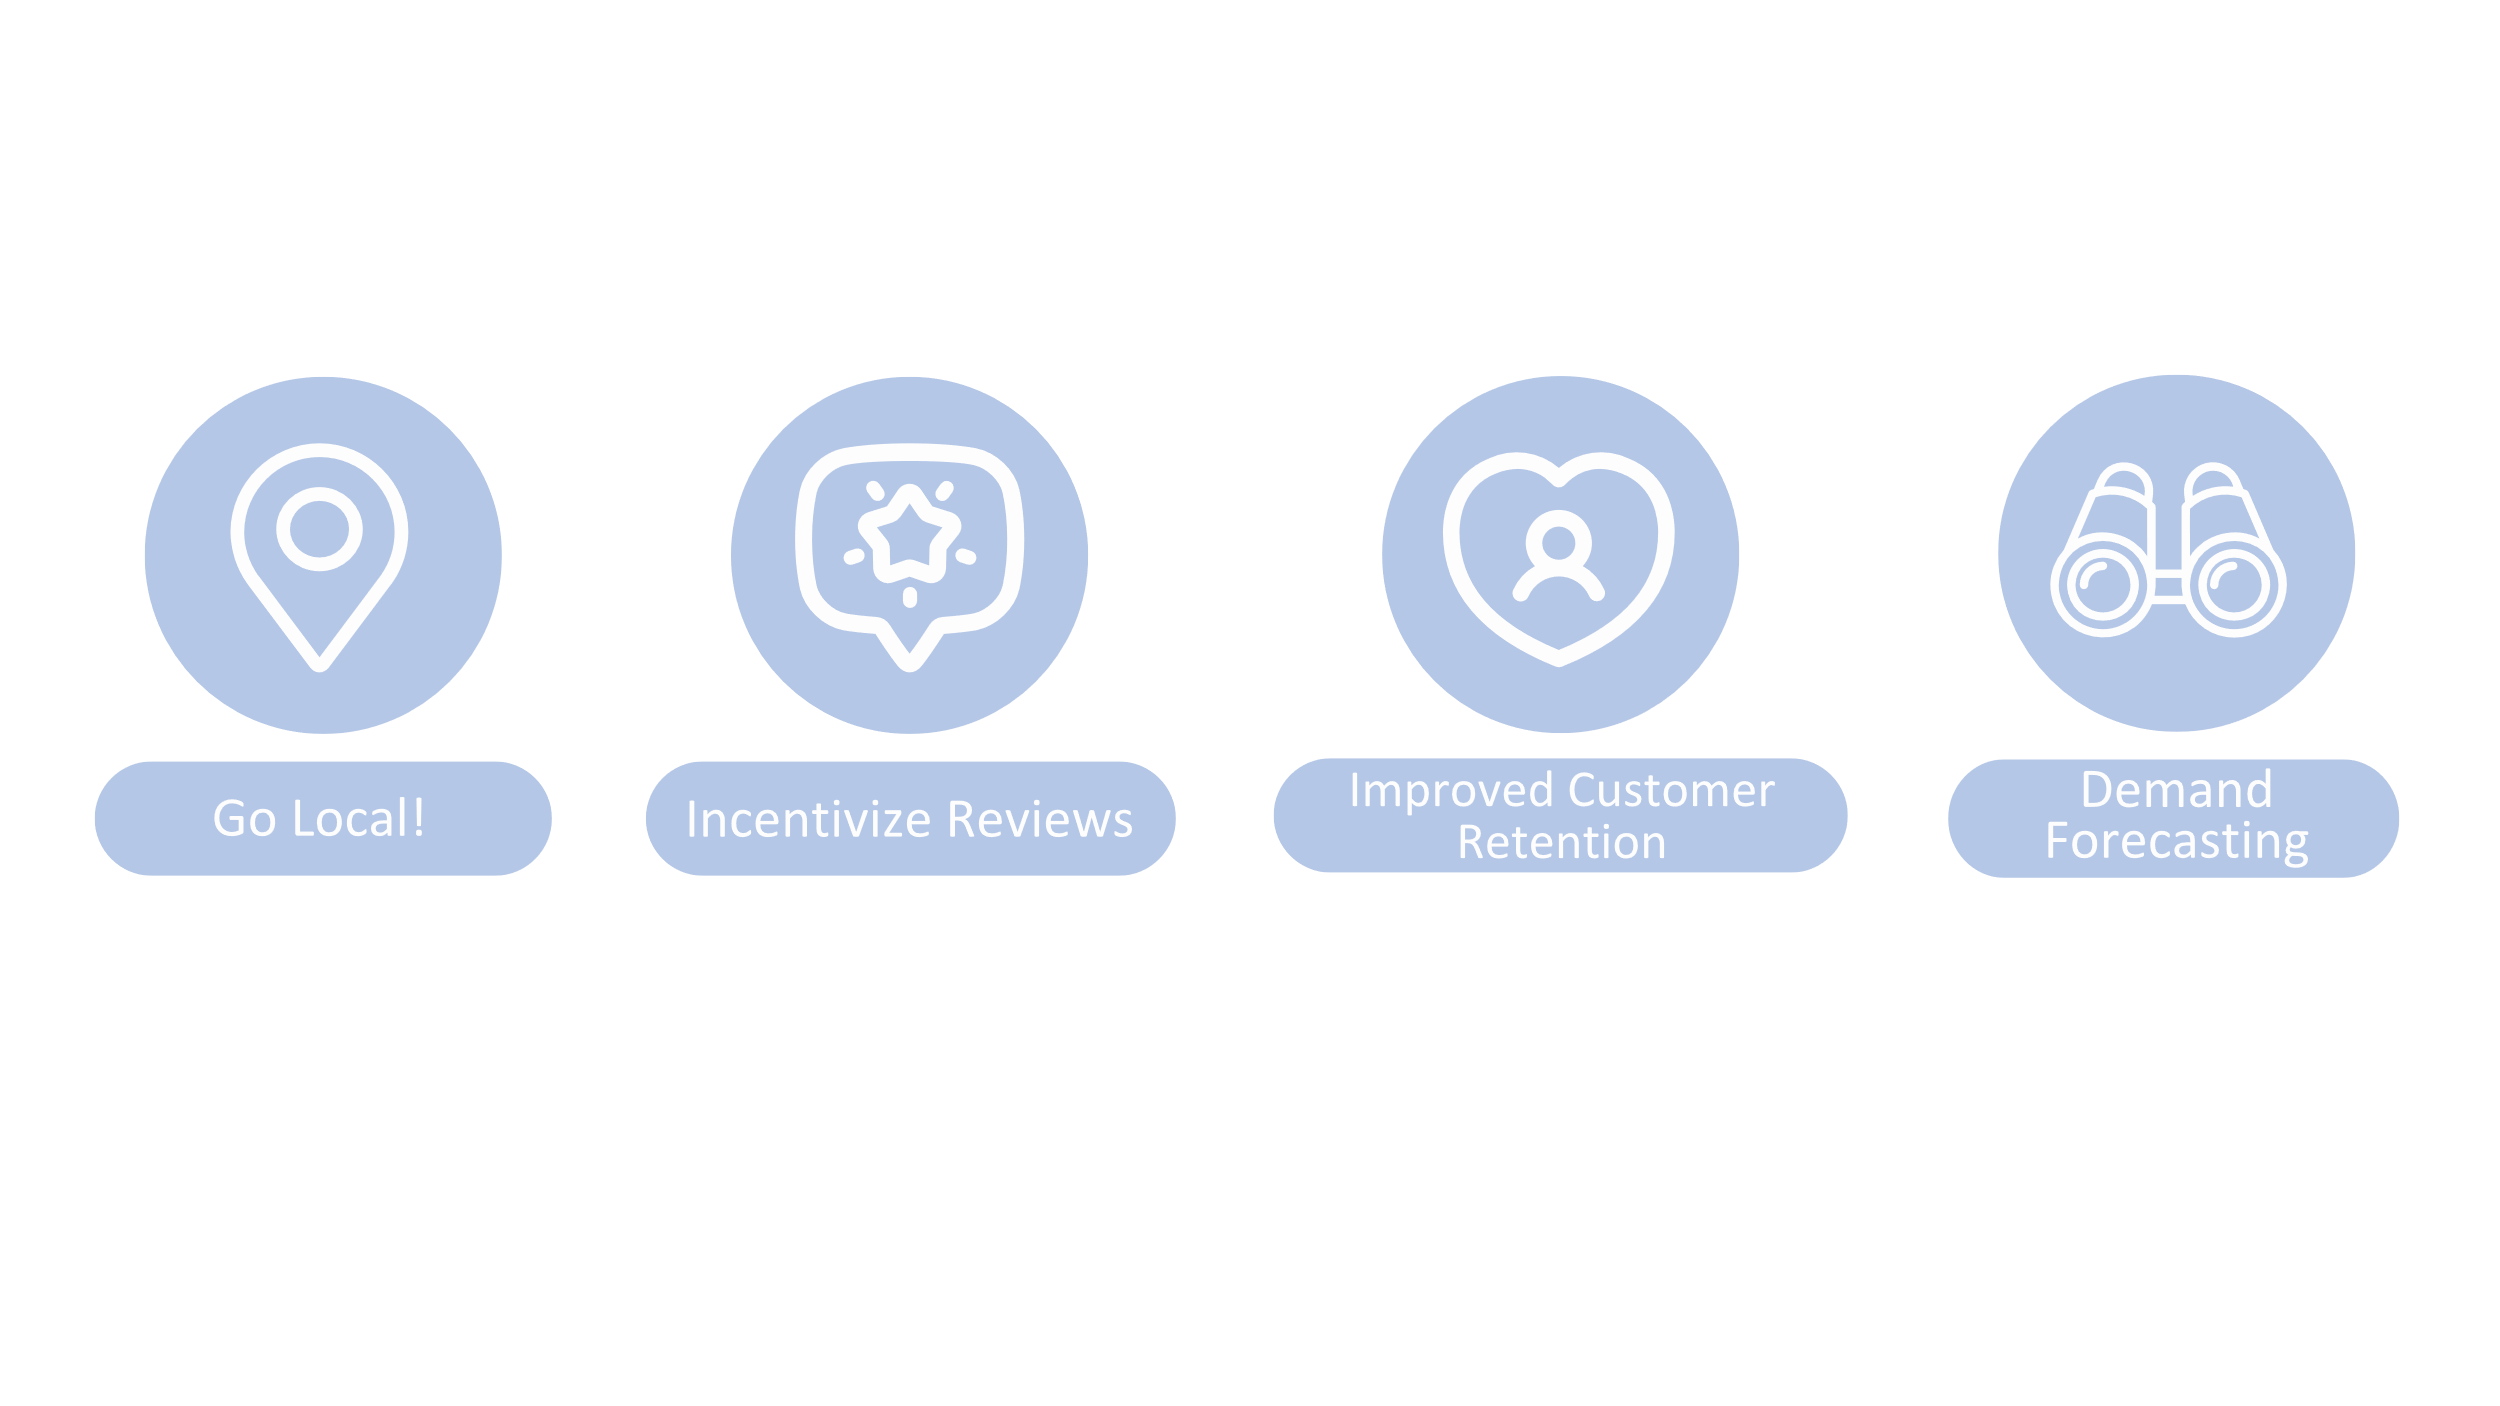 Go Local!
Incentivize Reviews
Improved Customer
Retention
Demand
Forecasting